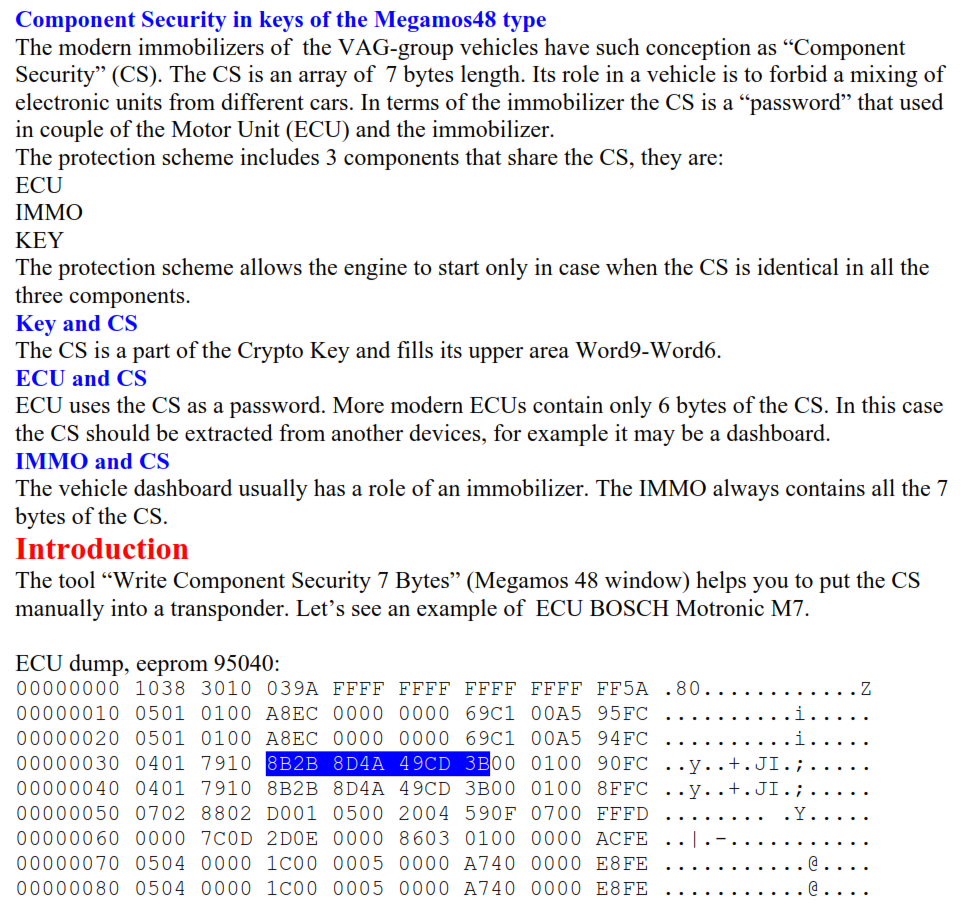 Component Security in keys of the Megamos48 type
The modern immobilizers of the VAG-group vehicles have such conception as “Component
Security” (CS). The CS is an array of 7 bytes length. Its role in a vehicle is to forbid a mixing of
electronic units from different cars. In terms of the immobilizer the CS is a “password” that used
in couple of the Motor Unit (ECU) and the immobilizer.
The protection scheme includes 3 components that share the CS, they are:
ECU
IMMO
KEY
The protection scheme allows the engine to start only in case when the CS is identical in all the
three components.
Key and CS
The CS is a part of the Crypto Key and fills its upper area Word9-Word6.
ECU and CS
ECU uses the CS as a password. More modern ECUs contain only 6 bytes of the CS. In this case
the CS should be extracted from another devices, for example it may be a dashboard.
IMMO and CS
The vehicle dashboard usually has a role of an immobilizer. The IMMO always contains all the 7
bytes of the CS.
Introduction
The tool “Write Component Security 7 Bytes” (Megamos 48 window) helps you to put the CS
manually into a transponder. Let’s see an example of ECU BOSCH Motronic M7.
ECU dump, eeprom 95040:
00000000 1038 3010 039A FFFF FFFF FFFF FFFF FF5A .80............Z
00000010 0501 0100 A8EC 0000 0000 69C1 00A5 95FC ..........i.....
00000020 0501 0100 A8EC 0000 0000 69C1 00A5 94FC ..........i.....
00000030 0401 7910 8B2B 8D4A 49CD 3B00 0100 90FC ..y..+.JI.;.....
00000040 0401 7910 8B2B 8D4A 49CD 3B00 0100 8FFC ..y..+.JI.;.....
00000050 0702 8802 D001 0500 2004 590F 0700 FFFD ........ .Y.....
00000060 0000 7C0D 2D0E 0000 8603 0100 0000 ACFE ..|.-...........
00000070 0504 0000 1C00 0005 0000 A740 0000 E8FE ...........@....
00000080 0504 0000 1C00 0005 0000 A740 0000 E8FE ...........@....